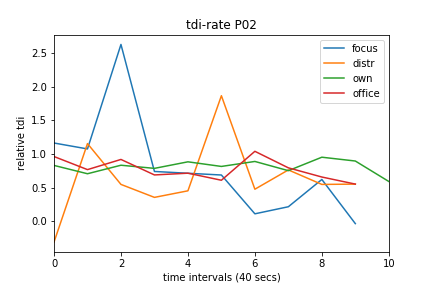 tdi-rate P02
relative tdi
2.5
2.0
1.5
1.0
0.5
0.0
focus
distr
own
office
0 2 4 6 8 10
time intervals (40 secs)